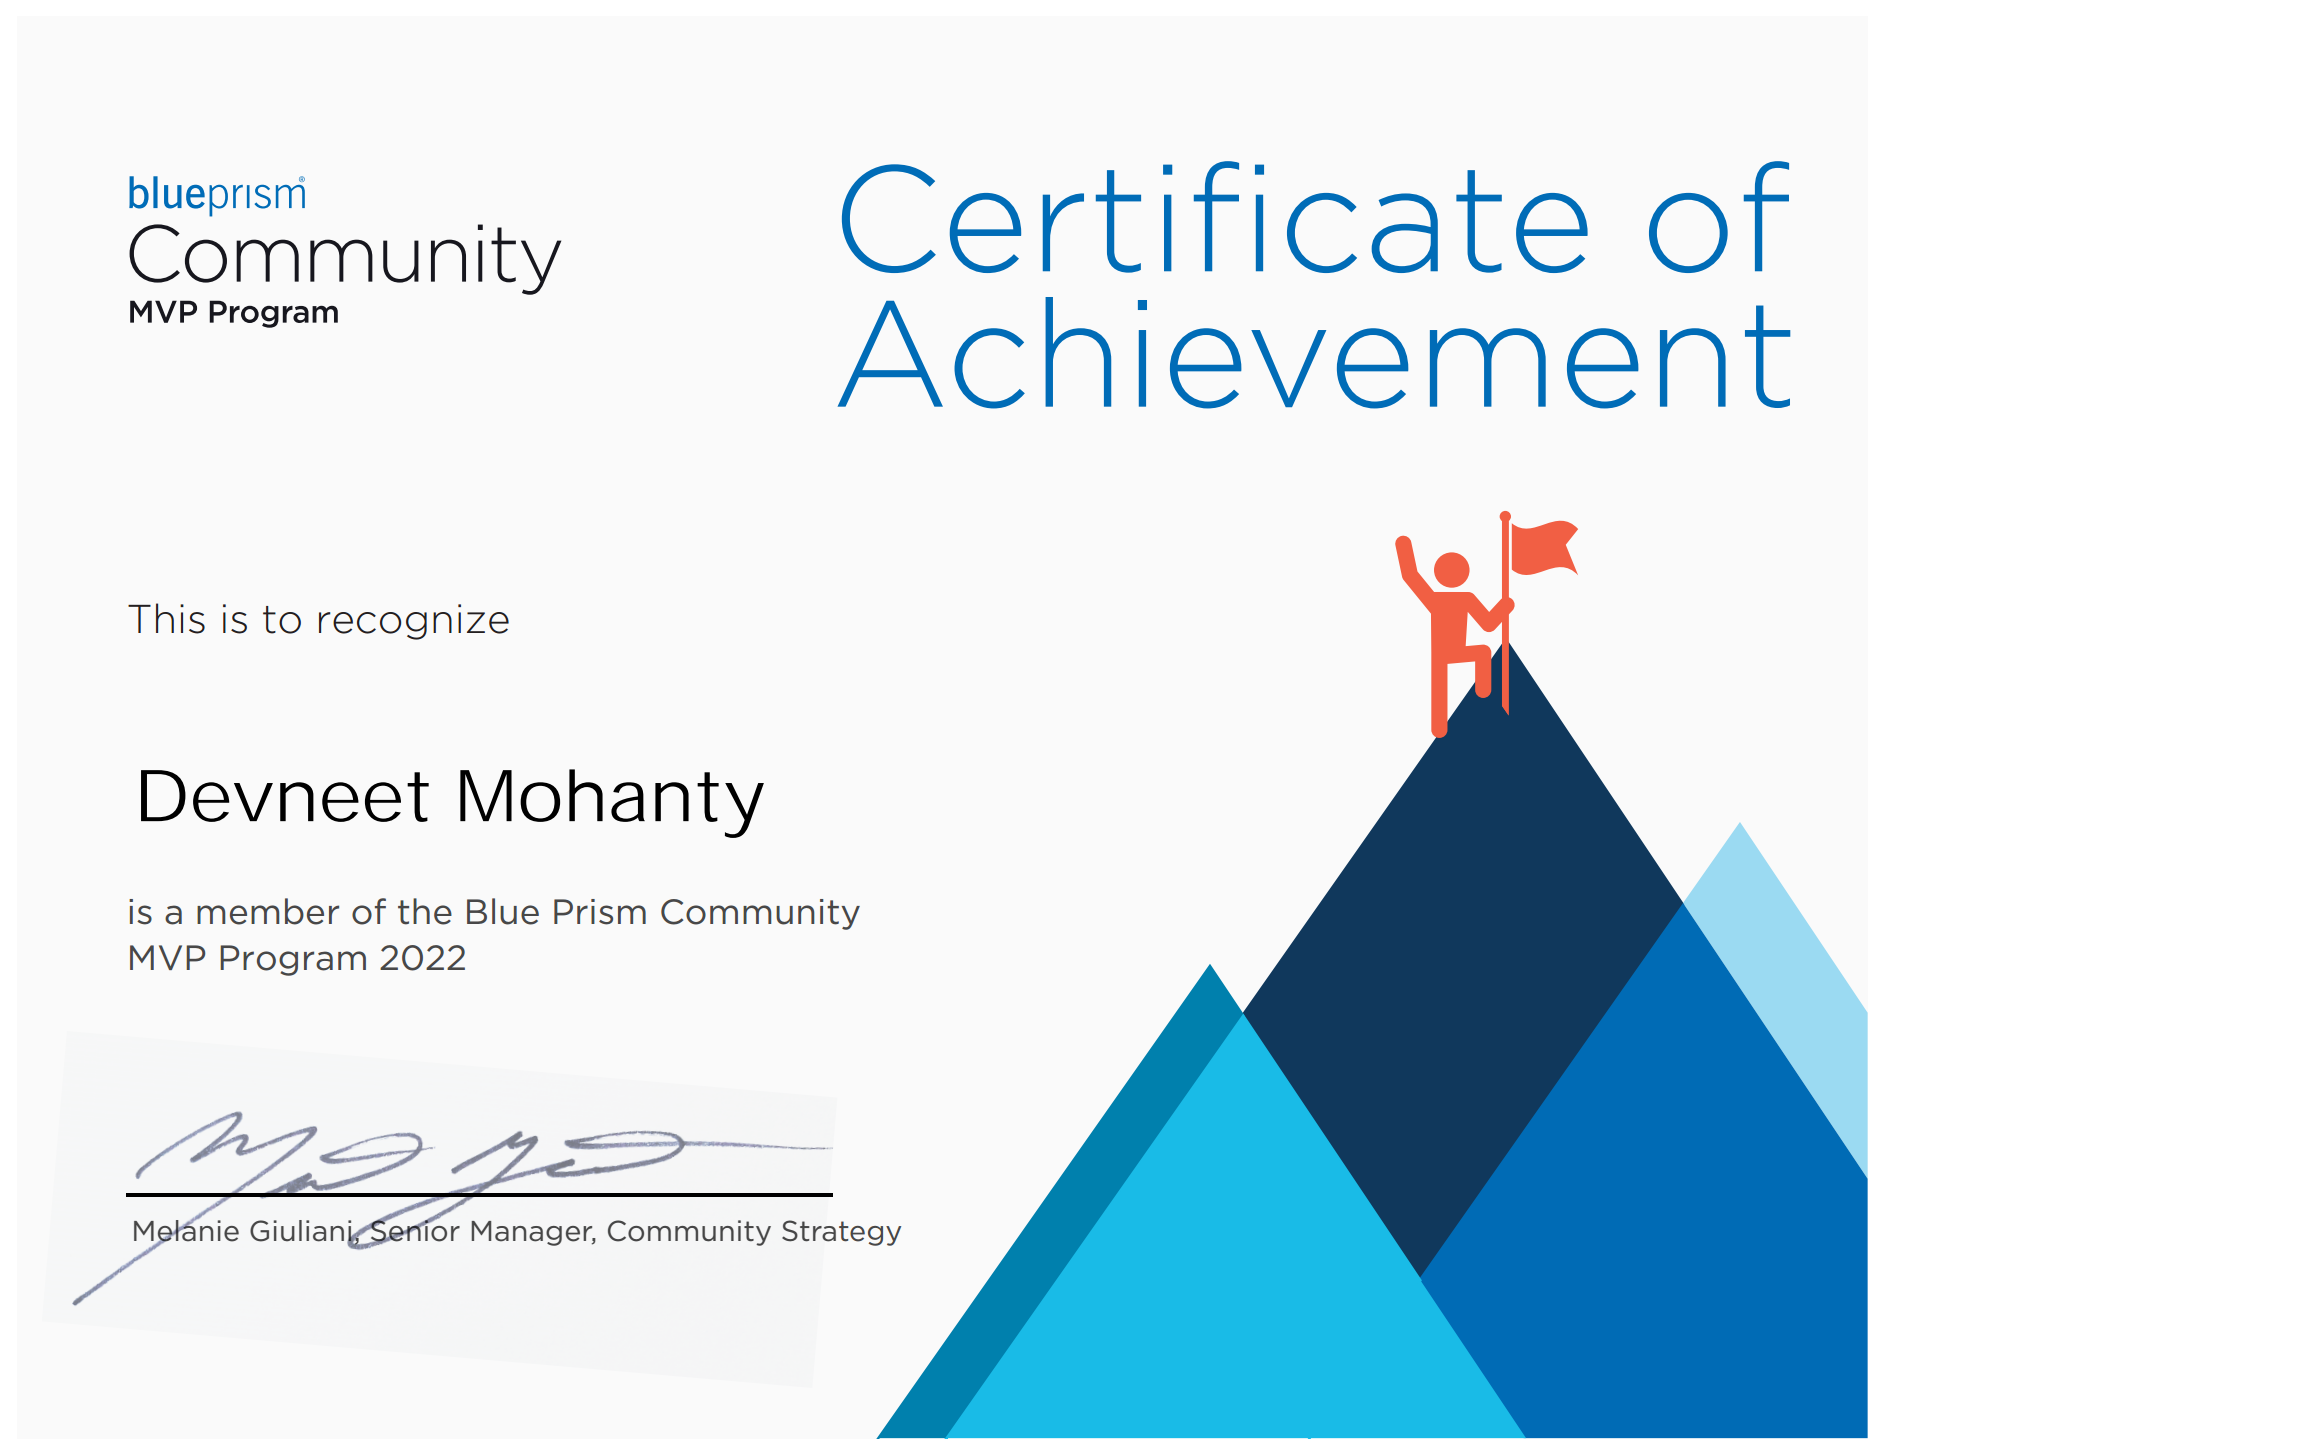 blueprism®
Community
MVP Program
Certificate of
Achievement
This is to recognize
Devneet Mohanty
is a member of the Blue Prism Community
MVP Program 2022
Melanie Giuliani, Senior Manager, Community Strategy